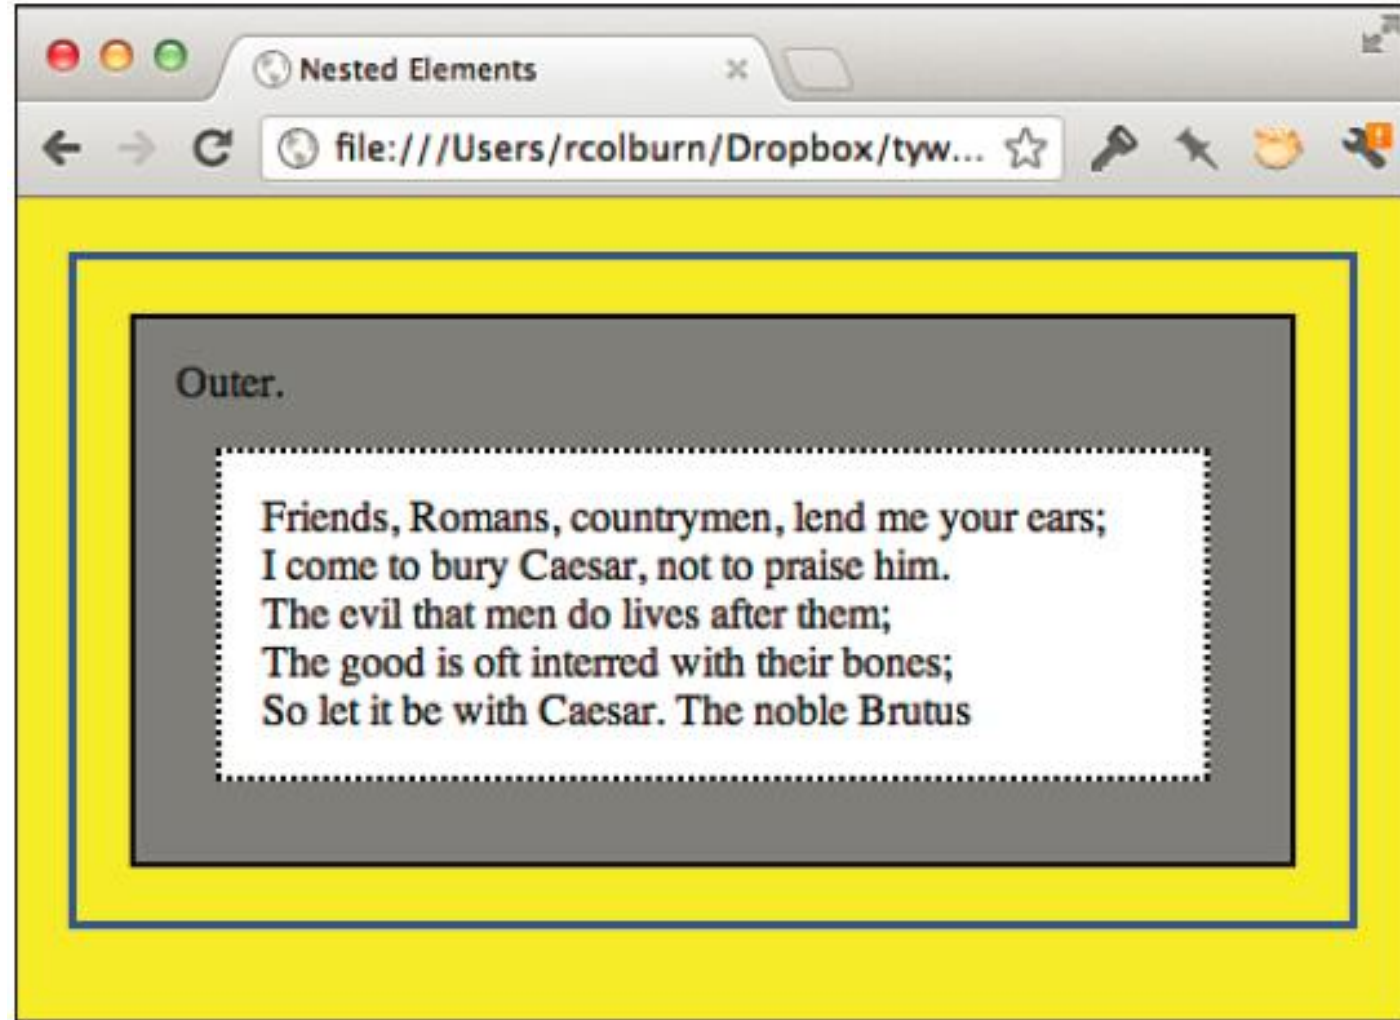 Nested Elements
file:///Users/rcolburn/Dropbox/tyw...
Outer.
Friends, Romans, countrymen, lend me your ears;
I come to bury Caesar, not to praise him.
The evil that men do lives after them;
The good is oft interred with their bones;
So let it be with Caesar. The noble Brutus